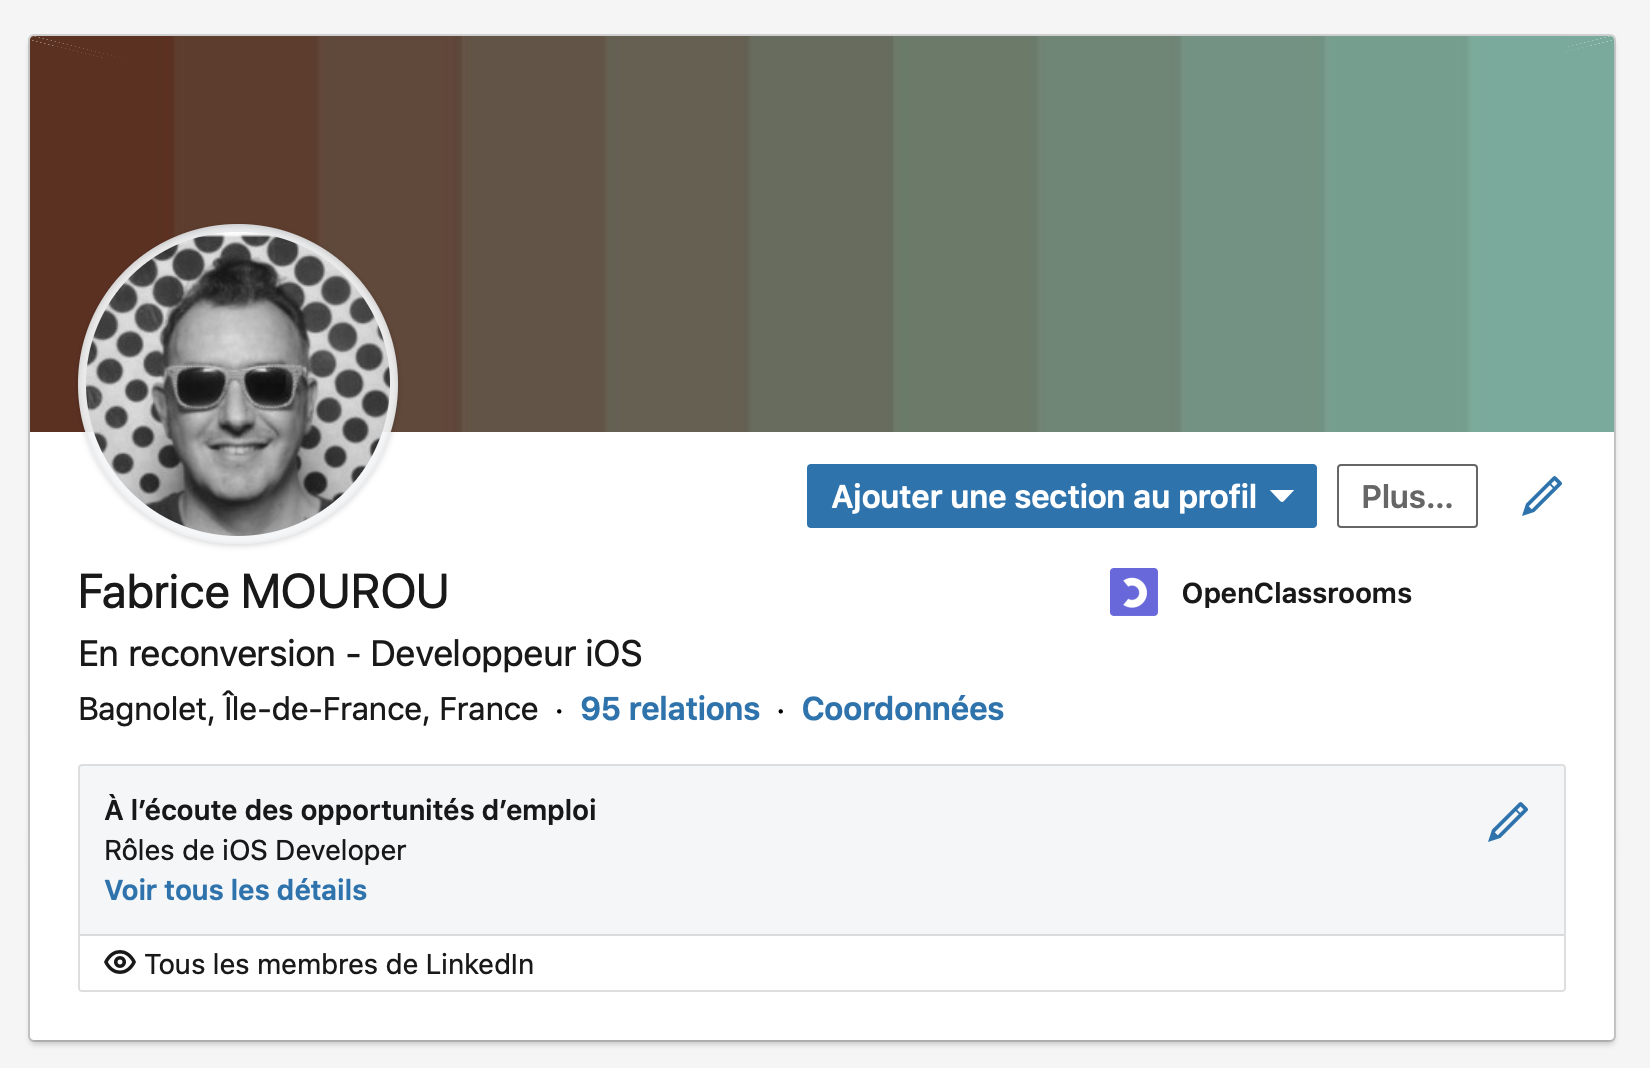 Ajouter une section au profil
Plus...
Fabrice MOUROU
OpenClassrooms
En reconversion - Developpeur iOS
Bagnolet, Île-de-France, France · 95 relations · Coordonnées
À l’écoute des opportunités d’emploi
Rôles de iOS Developer
Voir tous les détails
Tous les membres de LinkedIn